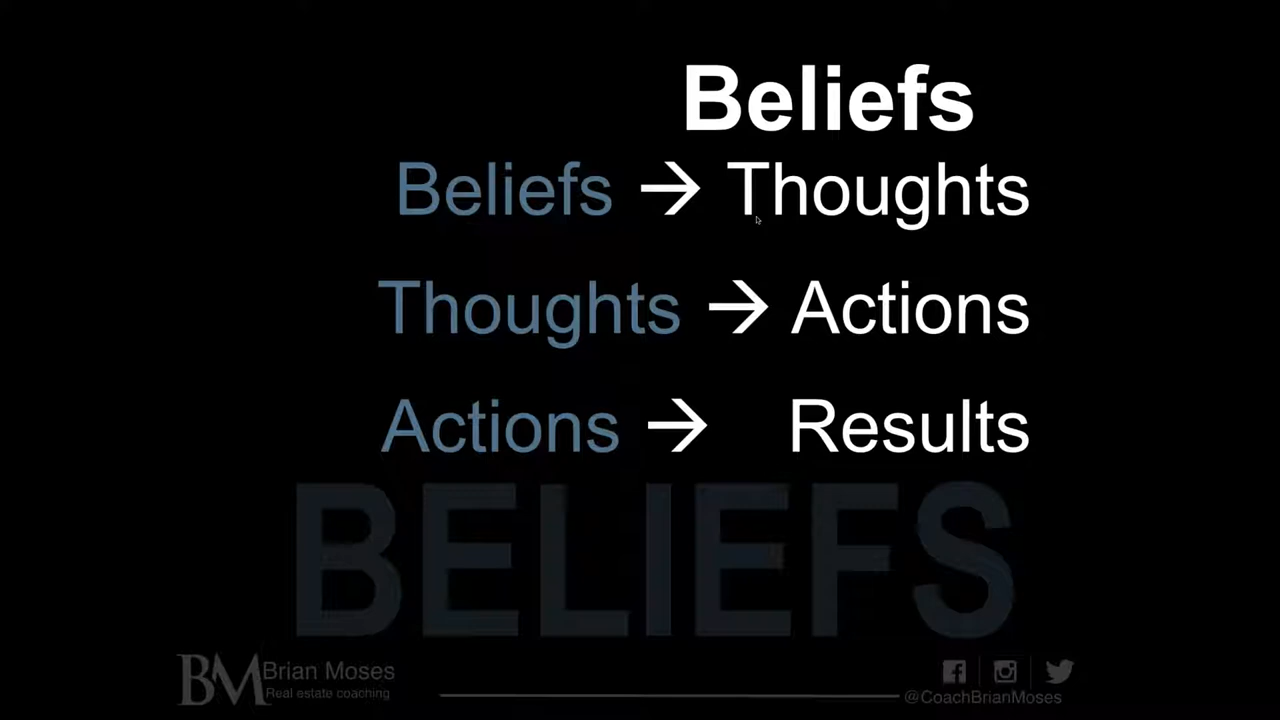 Beliefs
Beliefs → Thoughts
Thoughts → Actions
Actions → Results
BELIEFS
BM Brian Moses
Real estate coaching
@CoachBrianMoses